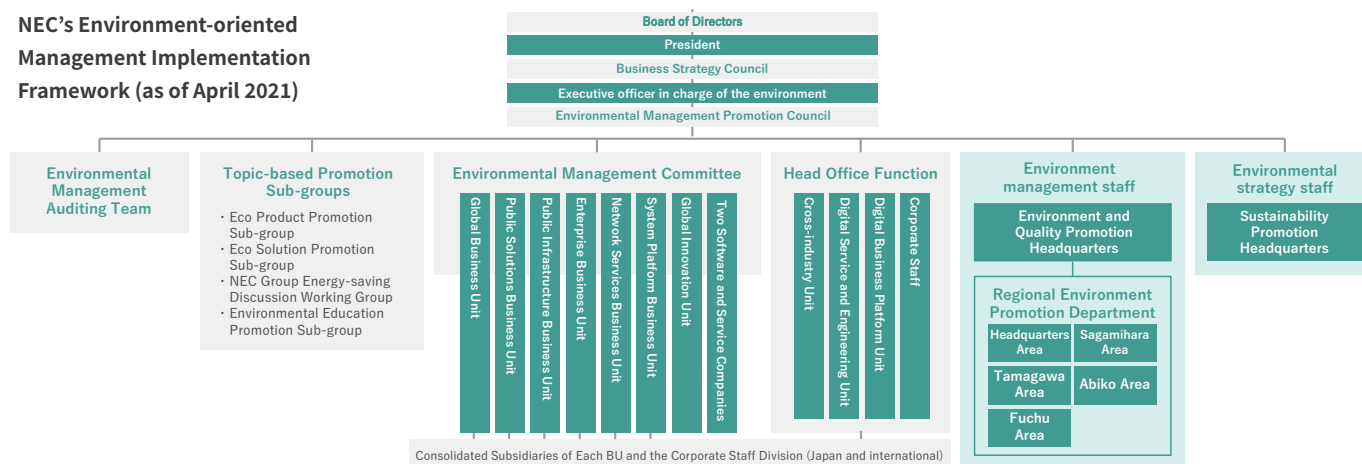 NEC’s Environment-oriented
Management Implementation
Framework (as of April 2021)
Board of Directors
President
Business Strategy Council
Executive officer in charge of the environment
Environmental Management Promotion Council
Environmental
Management
Auditing Team
Topic-based Promotion
Sub-groups
・Eco Product Promotion
Sub-group
・Eco Solution Promotion
Sub-group
・NEC Group Energy-saving
Discussion Working Group
・Environmental Education
Promotion Sub-group
Environmental Management Committee
Global Business Unit
Public Solutions Business Unit
Public Infrastructure Business Unit
Enterprise Business Unit
Network Services Business Unit
System Platform Business Unit
Global Innovation Unit
Two Software and Service Companies
Head Office Function
Cross-industry Unit
Digital Service and Engineering Unit
Digital Business Platform Unit
Corporate Staff
Consolidated Subsidiaries of Each BU and the Corporate Staff Division (Japan and international)
Environment
management staff
Environment and
Quality Promotion
Headquarters
Regional Environment
Promotion Department
Headquarters
Area
Sagamihara
Area
Tamagawa
Area
Abiko Area
Fuchu
Area
Environmental
strategy staff
Sustainability
Promotion
Headquarters